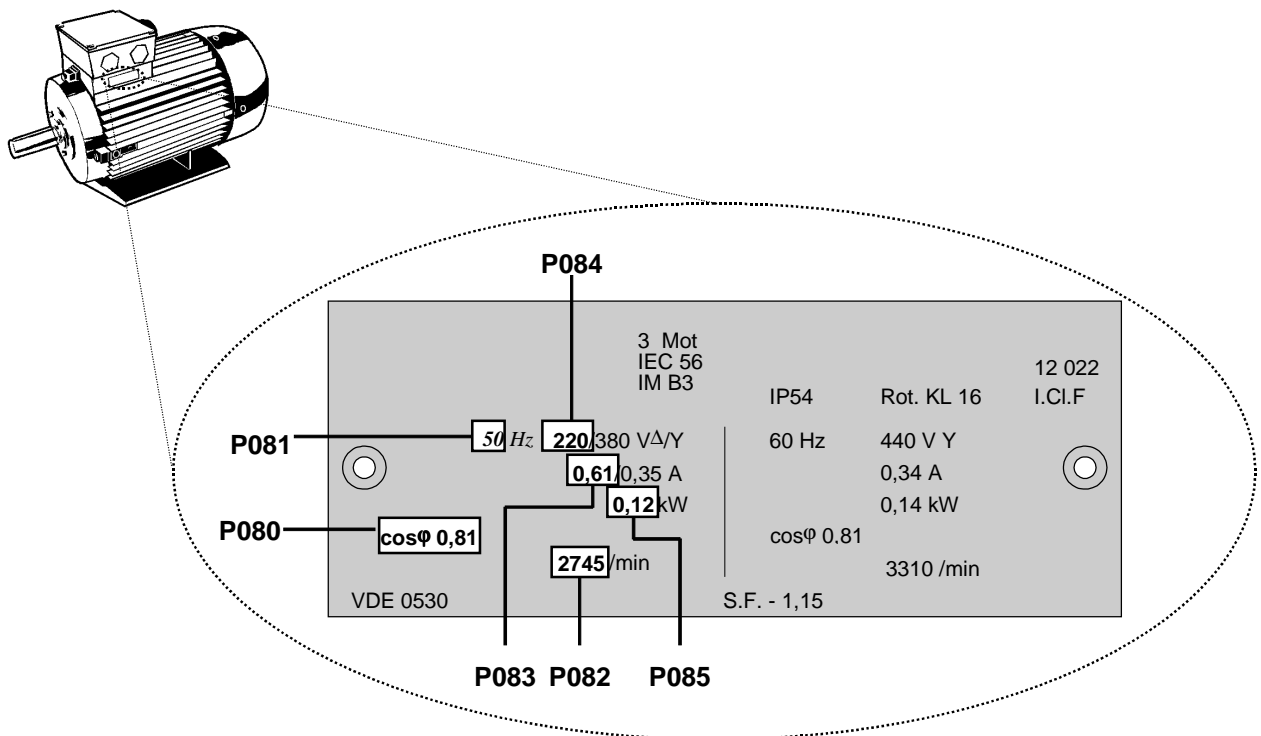 P084
3 Mot
IEC 56
IM B3
12 022
IP54 Rot. KL 16 I.Cl.F
P081 50 Hz 220/380 VΔ/Y 60 Hz 440 V Y
0,61/0,35 A 0,34 A
0,12 kW 0,14 kW
P080 cosφ 0,81 cosφ 0.81
2745 /min 3310 /min
VDE 0530 S.F. - 1,15
P083 P082 P085